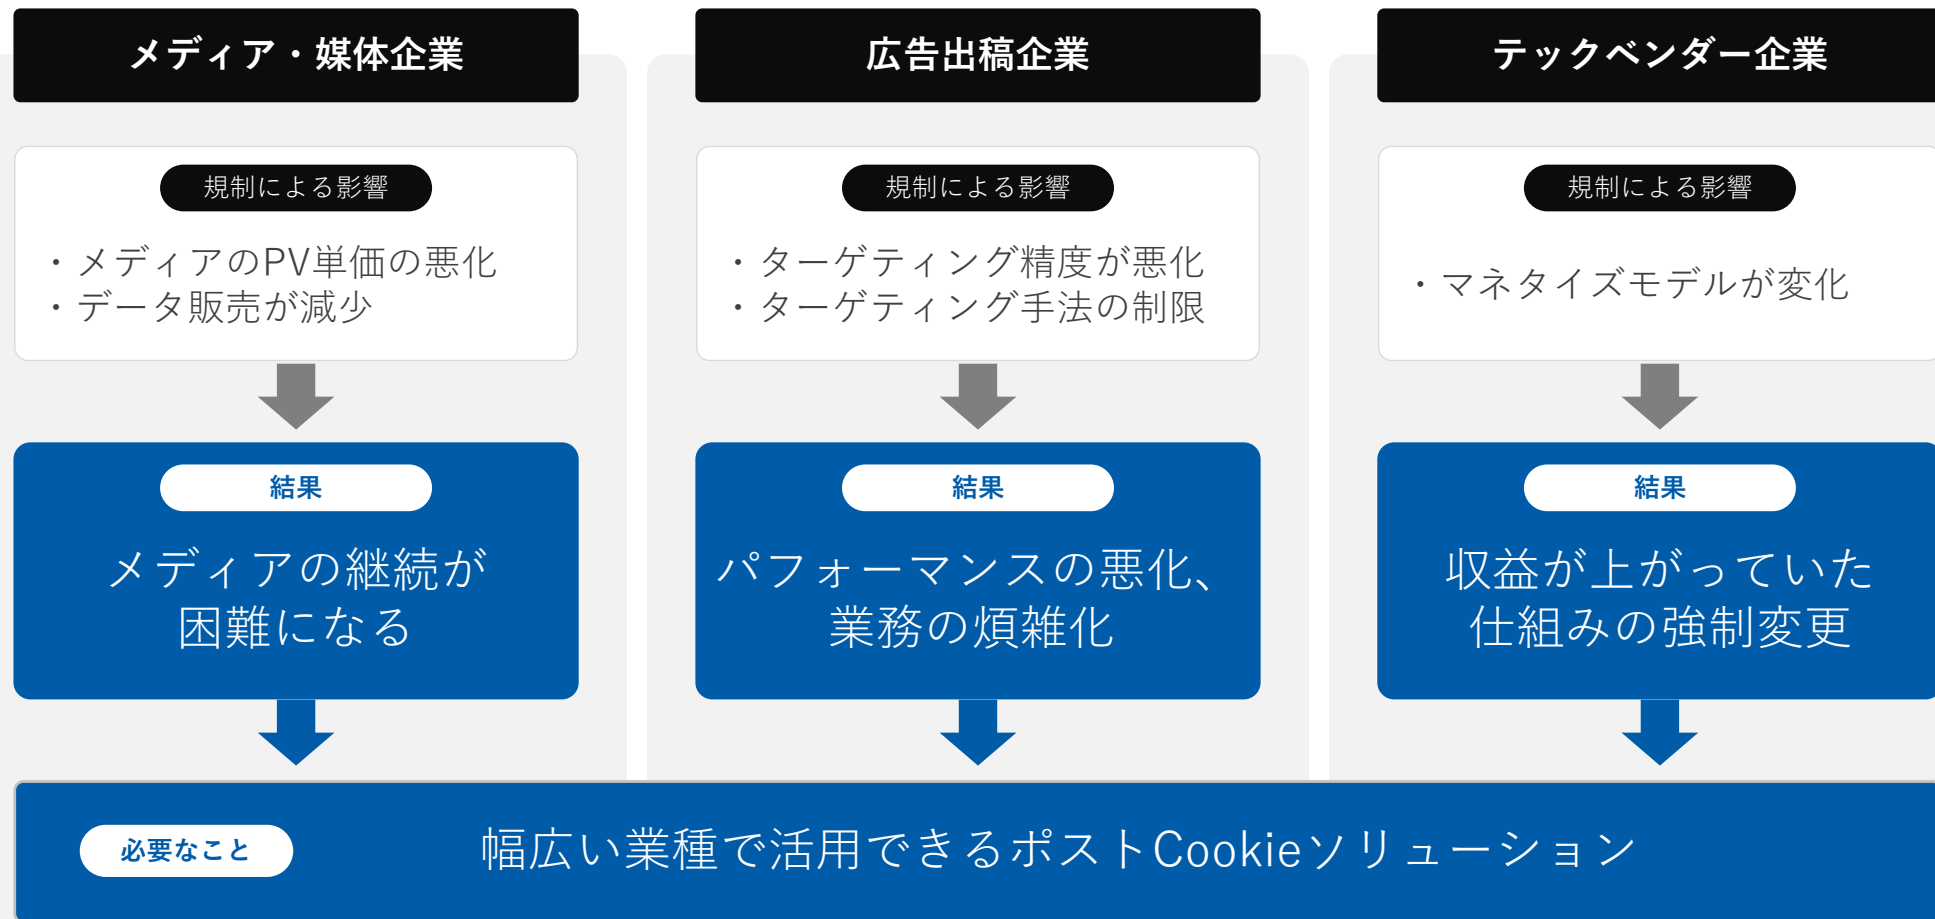 メディア・媒体企業
規制による影響
・メディアのPV単価の悪化
・データ販売が減少
結果
メディアの継続が
困難になる
広告出稿企業
規制による影響
・ターゲティング精度が悪化
・ターゲティング手法の制限
結果
パフォーマンスの悪化、
業務の煩雑化
テックベンダー企業
規制による影響
・マネタイズモデルが変化
結果
収益が上がっていた
仕組みの強制変更
必要なこと
幅広い業種で活用できるポストCookieソリューション